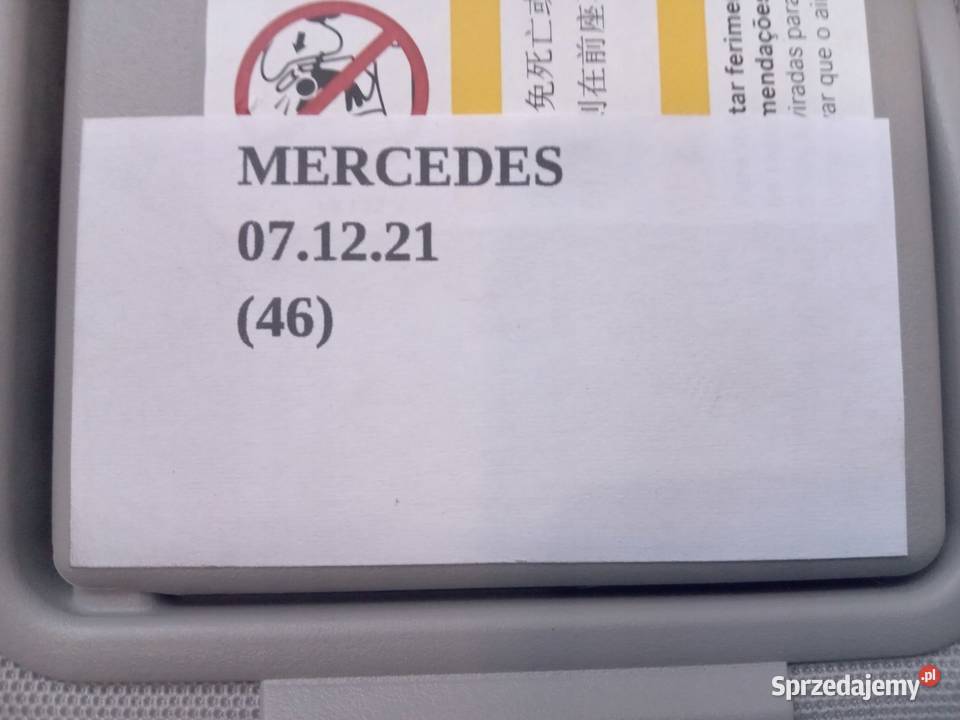 MERCEDES
07.12.21
(46)
免死亡或
在前座
tar ferime
mendações
viradas para
rar que o ai
Sprzedajemy.pl